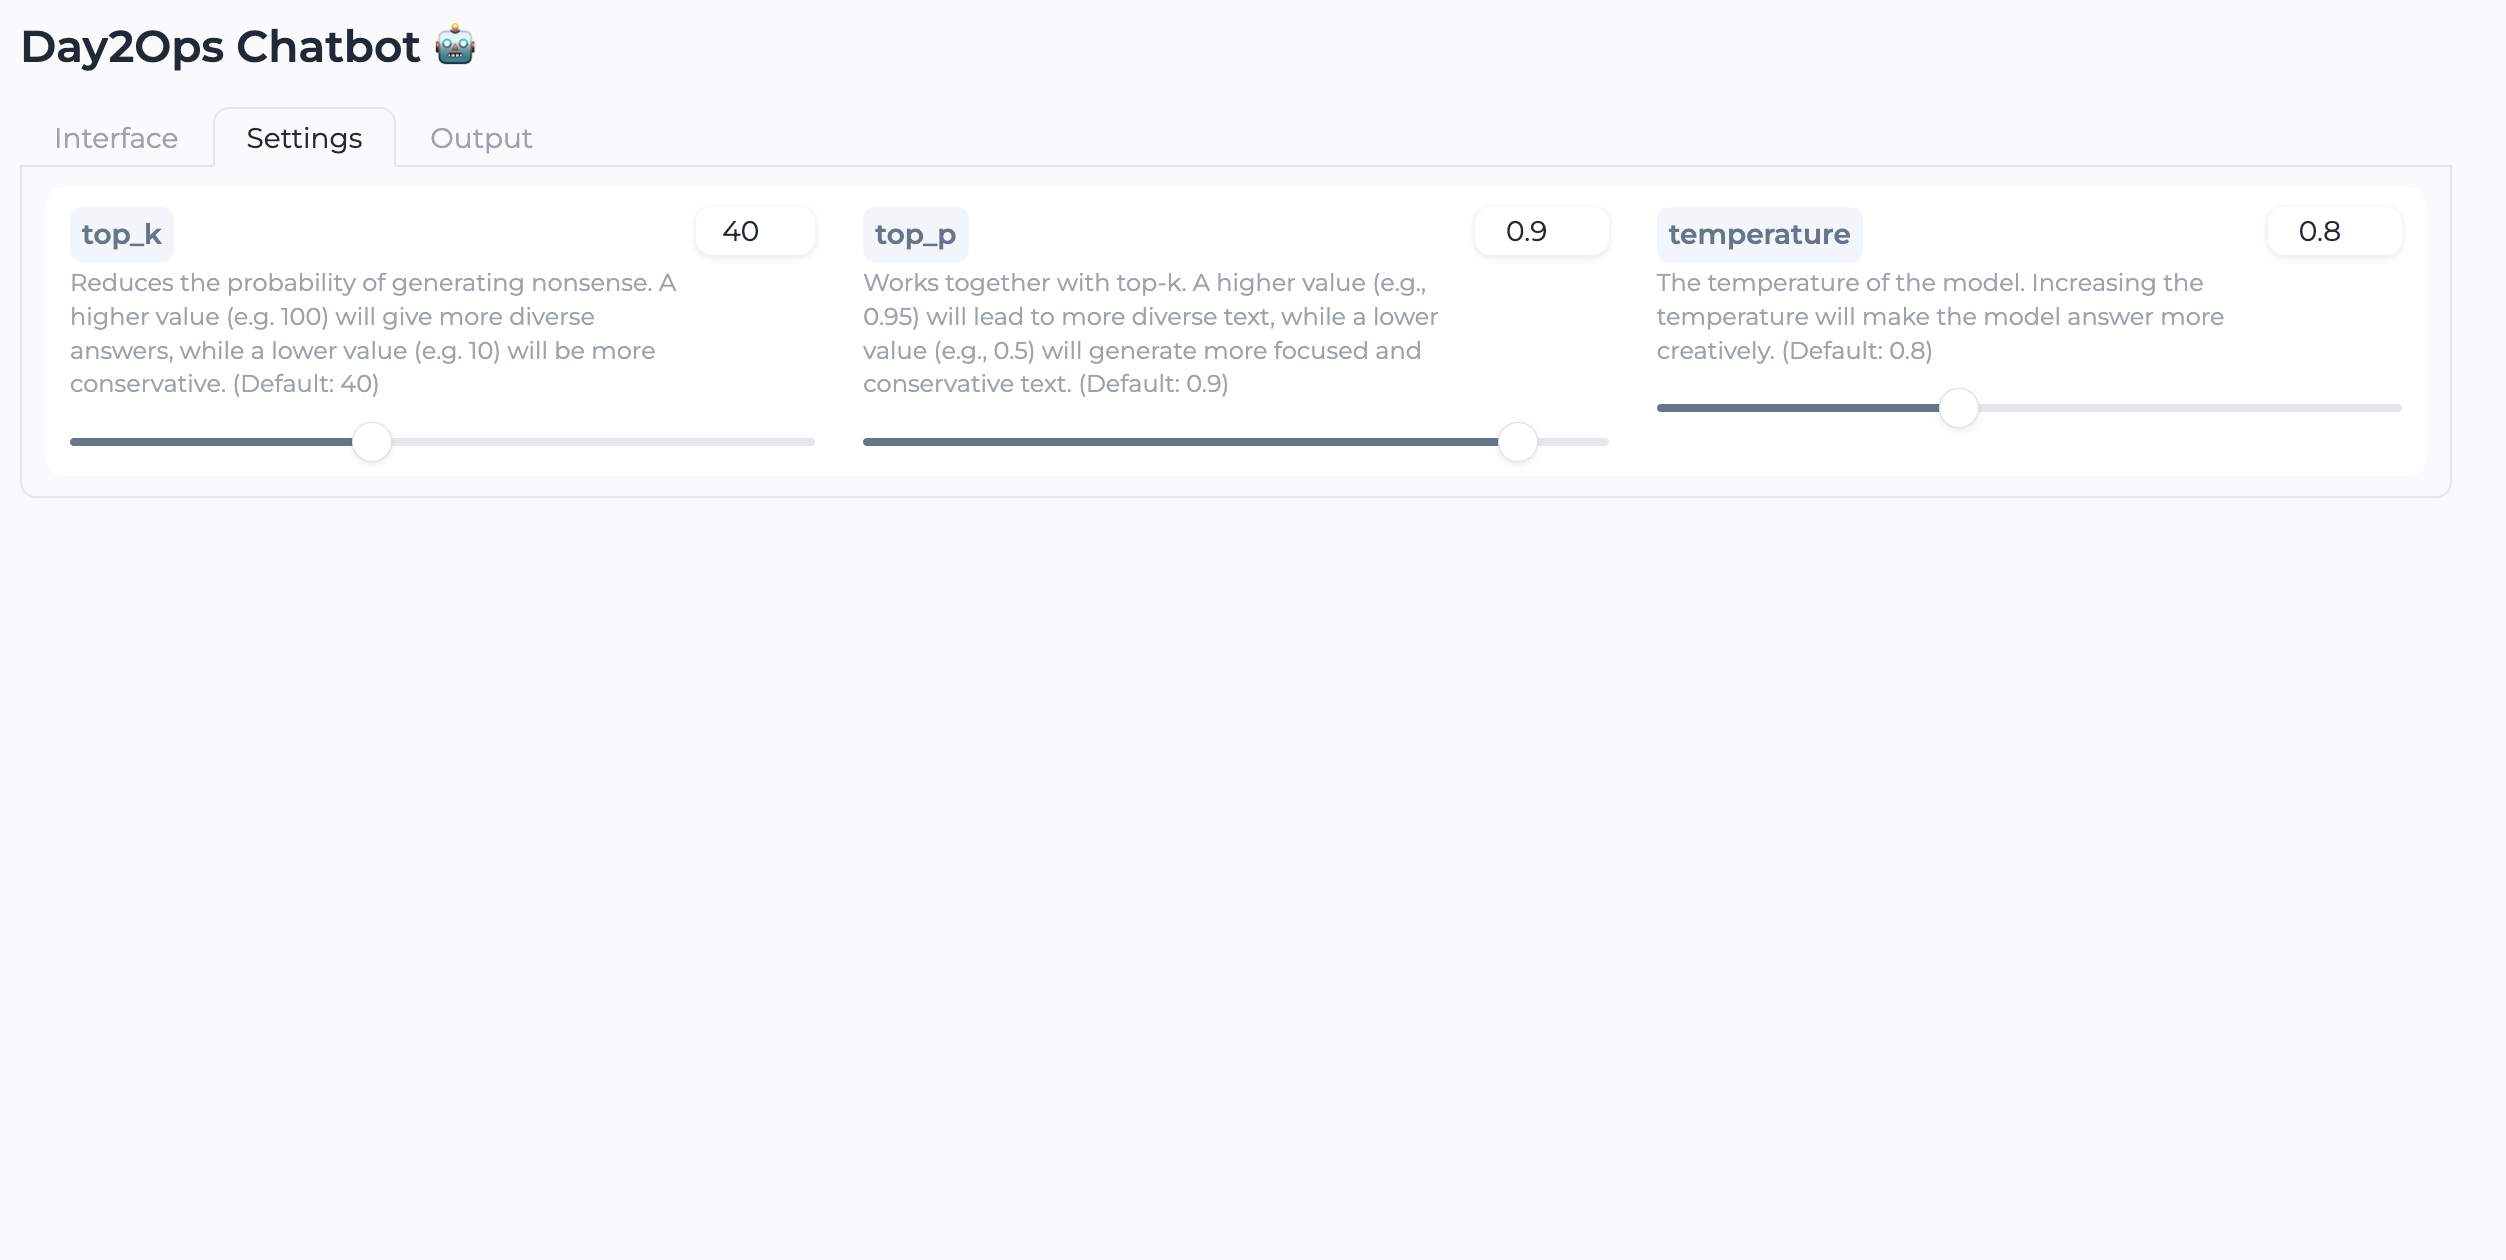 Day2Ops Chatbot 🤖
Interface
Settings
Output
top_k
40
Reduces the probability of generating nonsense. A
higher value (e.g. 100) will give more diverse
answers, while a lower value (e.g. 10) will be more
conservative. (Default: 40)
top_p
0.9
Works together with top-k. A higher value (e.g.,
0.95) will lead to more diverse text, while a lower
value (e.g., 0.5) will generate more focused and
conservative text. (Default: 0.9)
temperature
0.8
The temperature of the model. Increasing the
temperature will make the model answer more
creatively. (Default: 0.8)